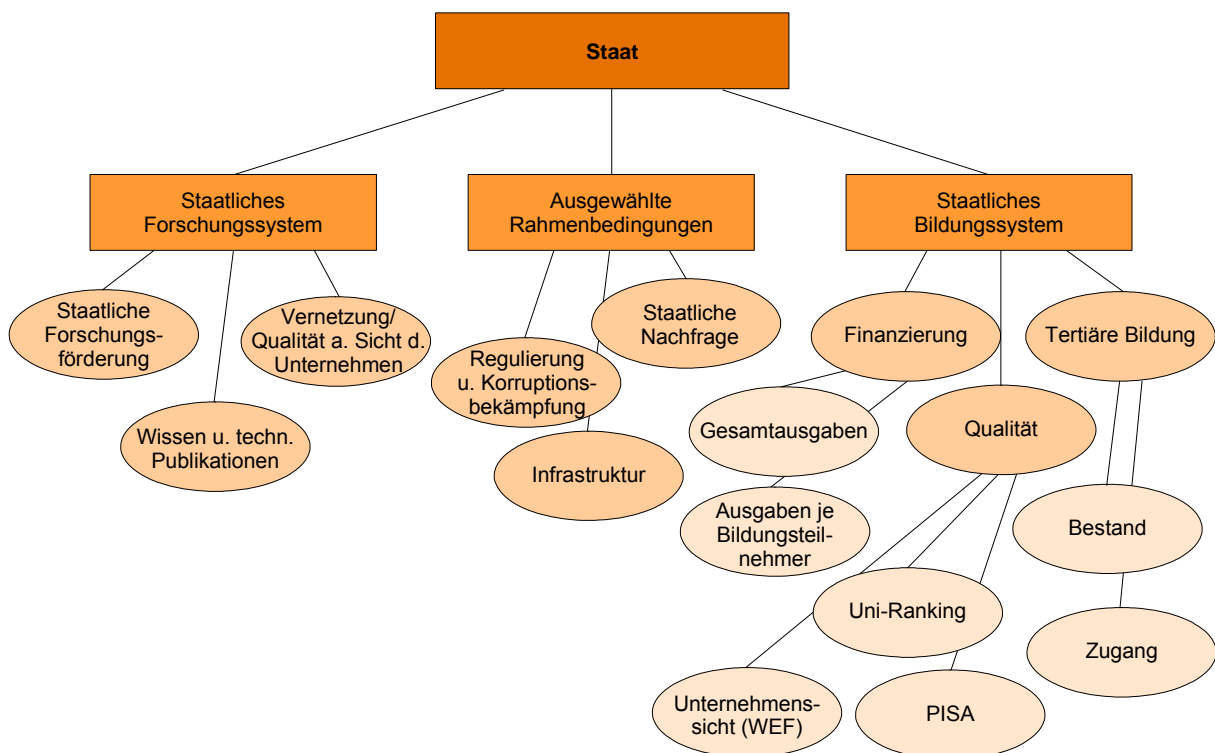 Staat
Staatliches
Forschungssystem
Ausgewählte
Rahmenbedingungen
Staatliches
Bildungssystem
Staatliche
Forschungs-
förderung
Vernetzung/
Qualität a. Sicht d.
Unternehmen
Wissen u. techn.
Publikationen
Staatliche
Nachfrage
Regulierung
u. Korruptions-
bekämpfung
Infrastruktur
Finanzierung
Tertiäre Bildung
Gesamtausgaben
Qualität
Ausgaben je
Bildungsteil-
nehmer
Bestand
Uni-Ranking
Zugang
Unternehmens-
sicht (WEF)
PISA